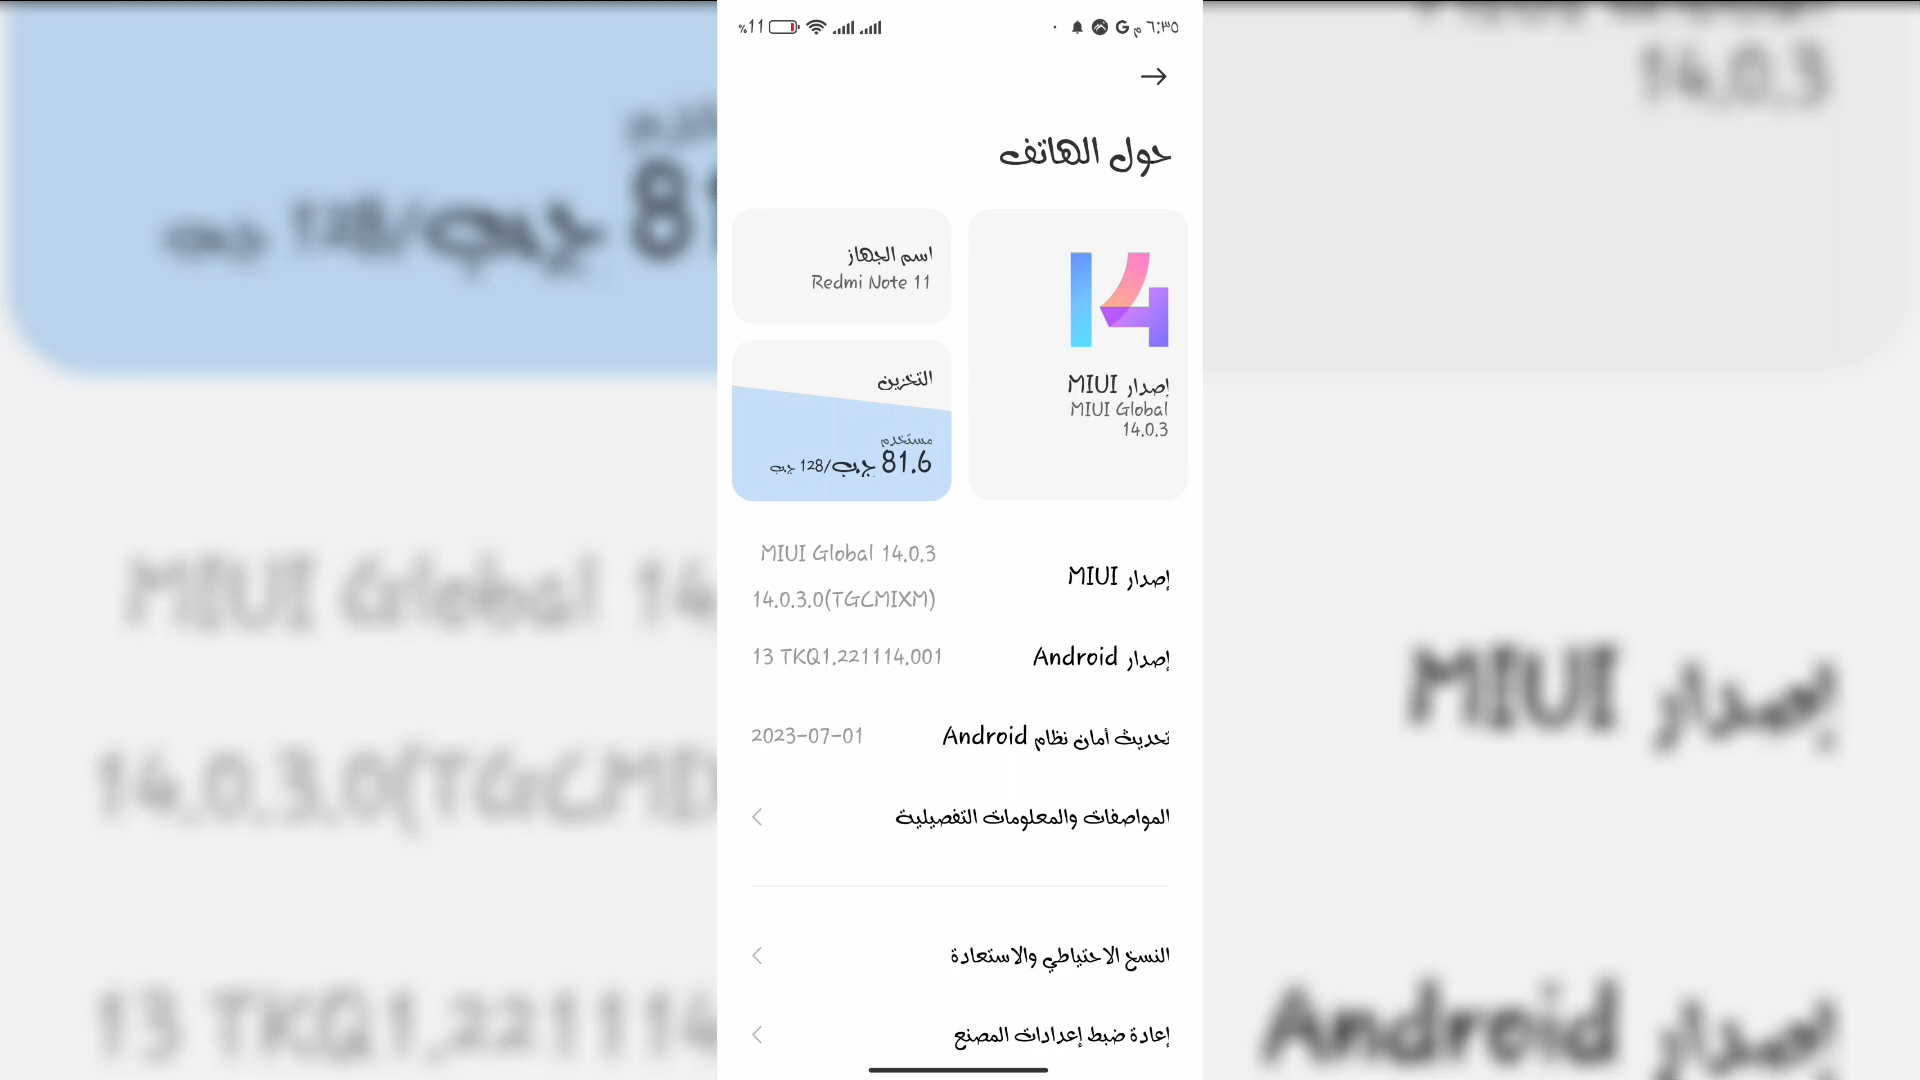 ٦:٣٥ م
%11
حول الهاتف
14
إصدار MIUI
MIUI Global
14.0.3
اسم الجهاز
Redmi Note 11
التخزين
مستخدم
81.6 ج.ب/128 ج.ب
إصدار MIUI
MIUI Global 14.0.3
14.0.3.0(TGCMIXM)
إصدار Android
13 TKQ1.221114.001
تحديث أمان نظام Android
2023-07-01
المواصفات والمعلومات التفصيلية
النسخ الاحتياطي والاستعادة
إعادة ضبط إعدادات المصنع